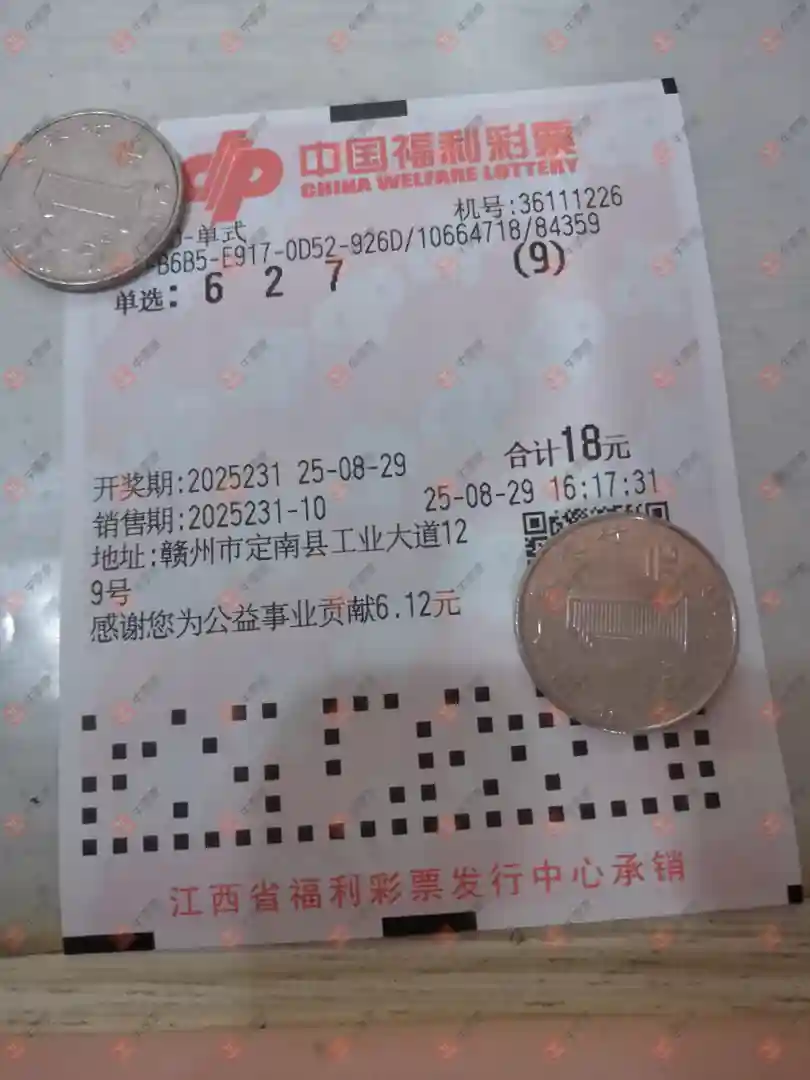 中国福利彩票
CHINA WELFARE LOTTERY
机号:36111226
D-单式
B6B5-E917-0D52-926D/10664718/84359
单选: 6 2 7 (9)
合计18元
开奖期:2025231 25-08-29
销售期:2025231-10 25-08-29 16:17:31
地址:赣州市定南县工业大道12
9号
感谢您为公益事业贡献6.12元
江西省福利彩票发行中心承销